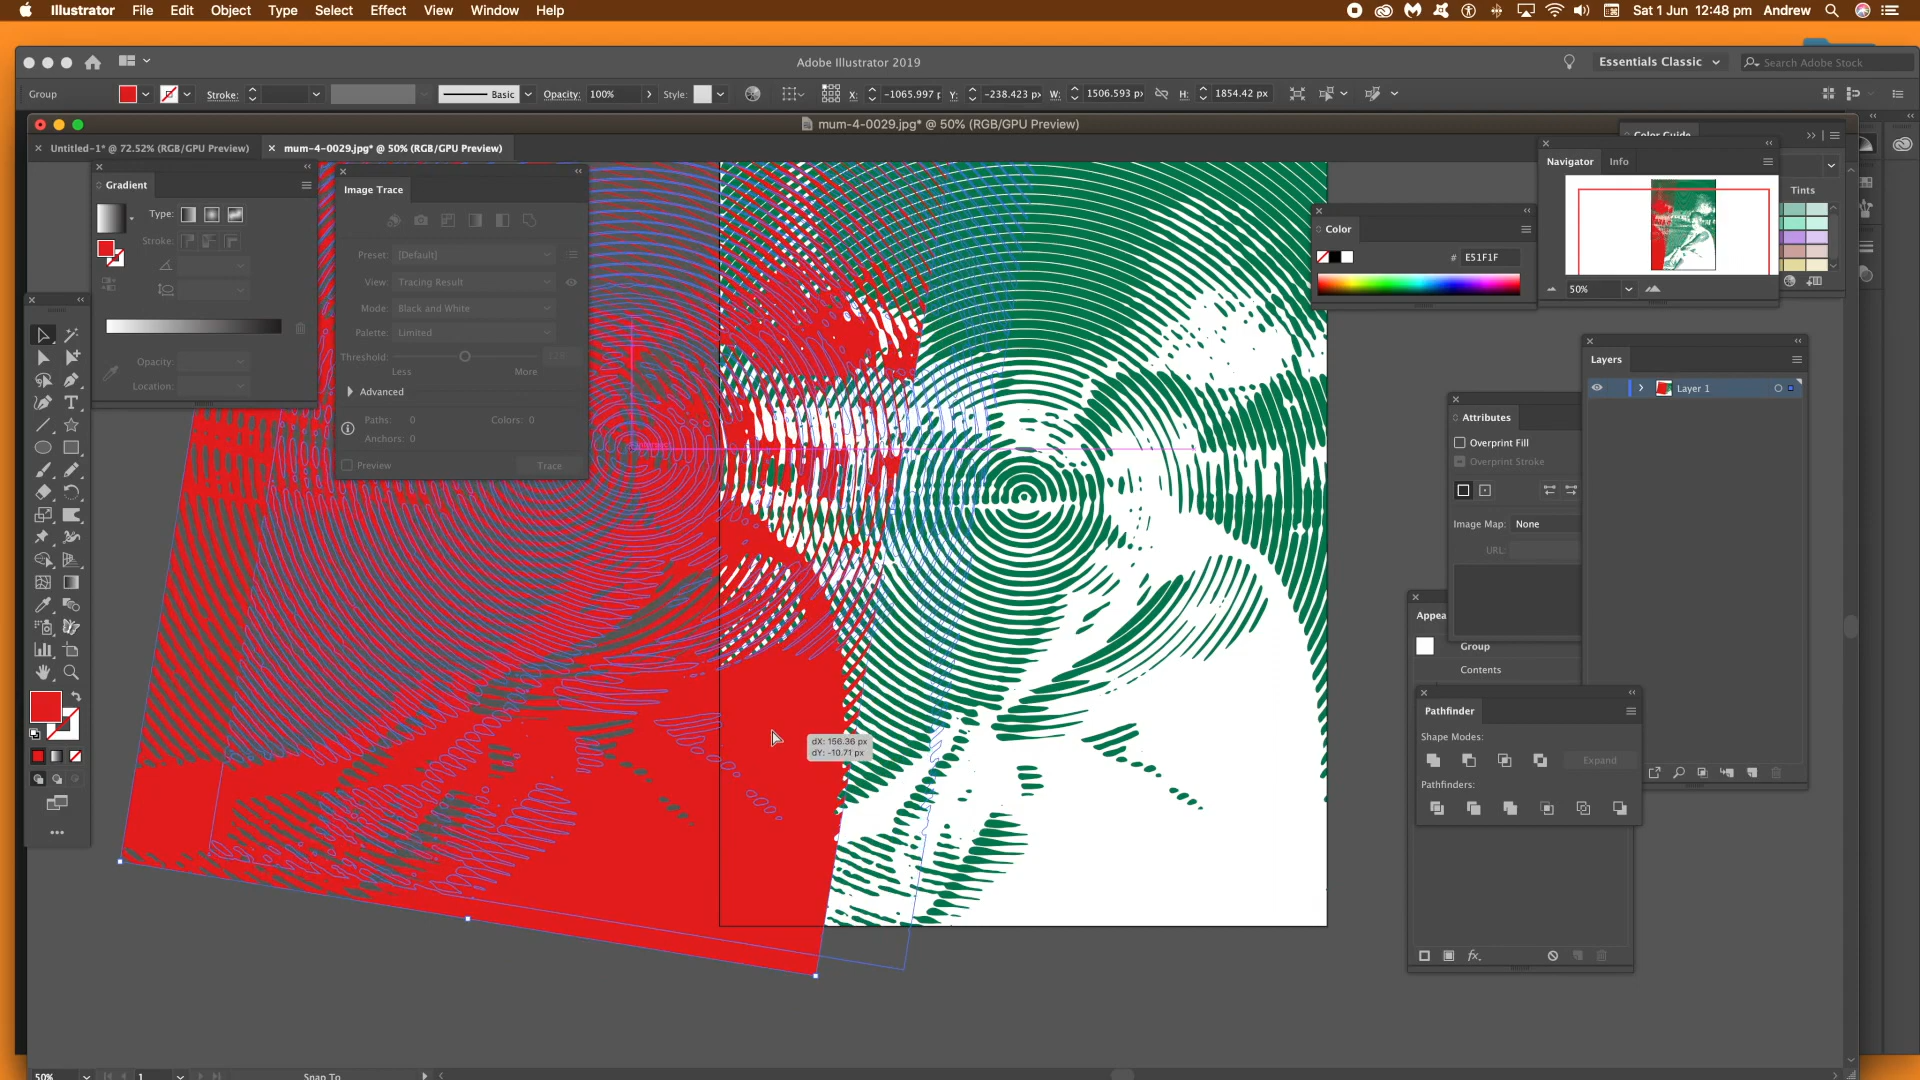 Illustrator File Edit Object Type Select Effect View Window Help
Sat 1 Jun 12:48 pm Andrew
Adobe Illustrator 2019
Essentials Classic
Search Adobe Stock
Group
Stroke:
Basic
Opacity: 100%
Style:
X: -1065.997 p
Y: -238.423 px
W: 1506.593 px
H: 1854.42 px
mum-4-0029.jpg* @ 50% (RGB/GPU Preview)
Untitled-1* @ 72.52% (RGB/GPU Preview)
mum-4-0029.jpg* @ 50% (RGB/GPU Preview)
Gradient
Type:
Stroke:
Opacity:
Location:
Image Trace
Preset: [Default]
View: Tracing Result
Mode: Black and White
Palette: Limited
Threshold:
Less More
Advanced
Paths: 0 Colors: 0
Anchors: 0
Preview Trace
dX: 156.36 px
dY: -10.71 px
Color Guide
Tints
Navigator Info
50%
Color
# E51F1F
Layers
Layer 1
Attributes
Overprint Fill
Overprint Stroke
Image Map: None
URL:
Appea
Group
Contents
Pathfinder
Shape Modes:
Expand
Pathfinders:
50%
1
Snap To